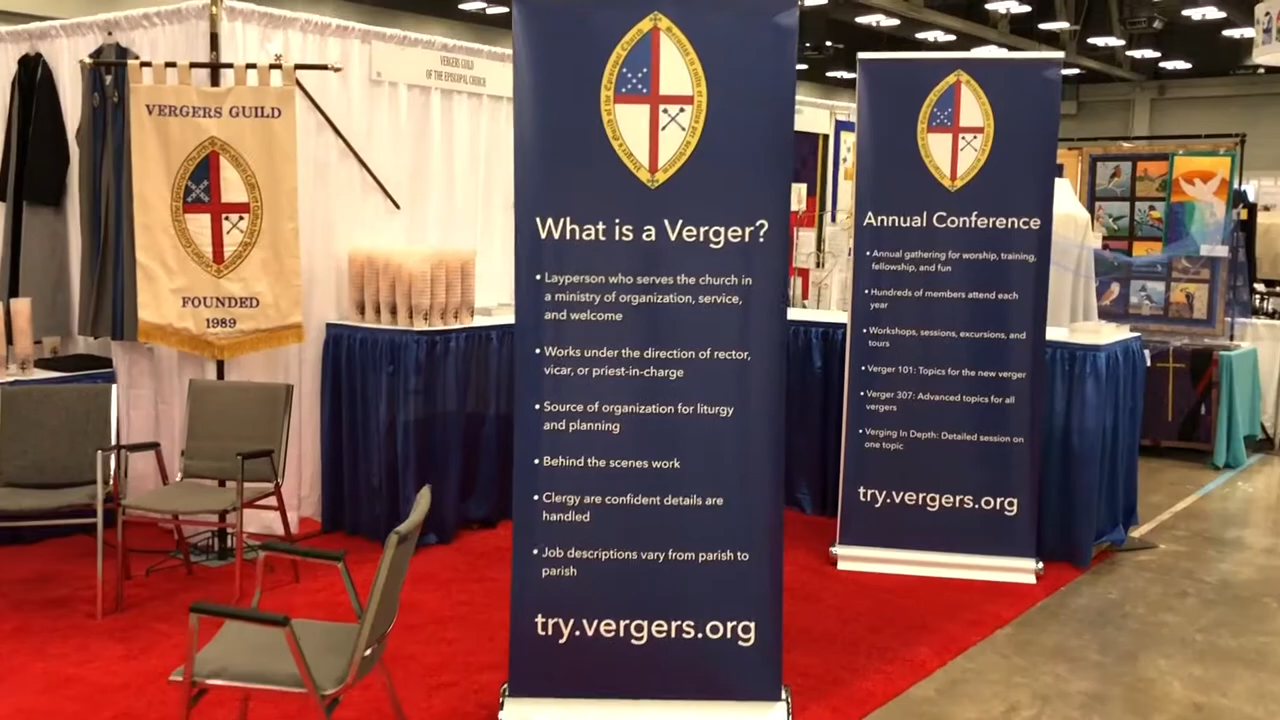 VERGERS GUILD
OF THE EPISCOPAL CHURCH
VERGERS GUILD
FOUNDED
1989
What is a Verger?
• Layperson who serves the church in
a ministry of organization, service,
and welcome
• Works under the direction of rector,
vicar, or priest-in-charge
• Source of organization for liturgy
and planning
• Behind the scenes work
• Clergy are confident details are
handled
• Job descriptions vary from parish to
parish
try.vergers.org
Annual Conference
• Annual gathering for worship, training,
fellowship, and fun
• Hundreds of members attend each
year
• Workshops, sessions, excursions, and
tours
• Verger 101: Topics for the new verger
• Verger 307: Advanced topics for all
vergers
• Verging In Depth: Detailed session on
one topic
try.vergers.org